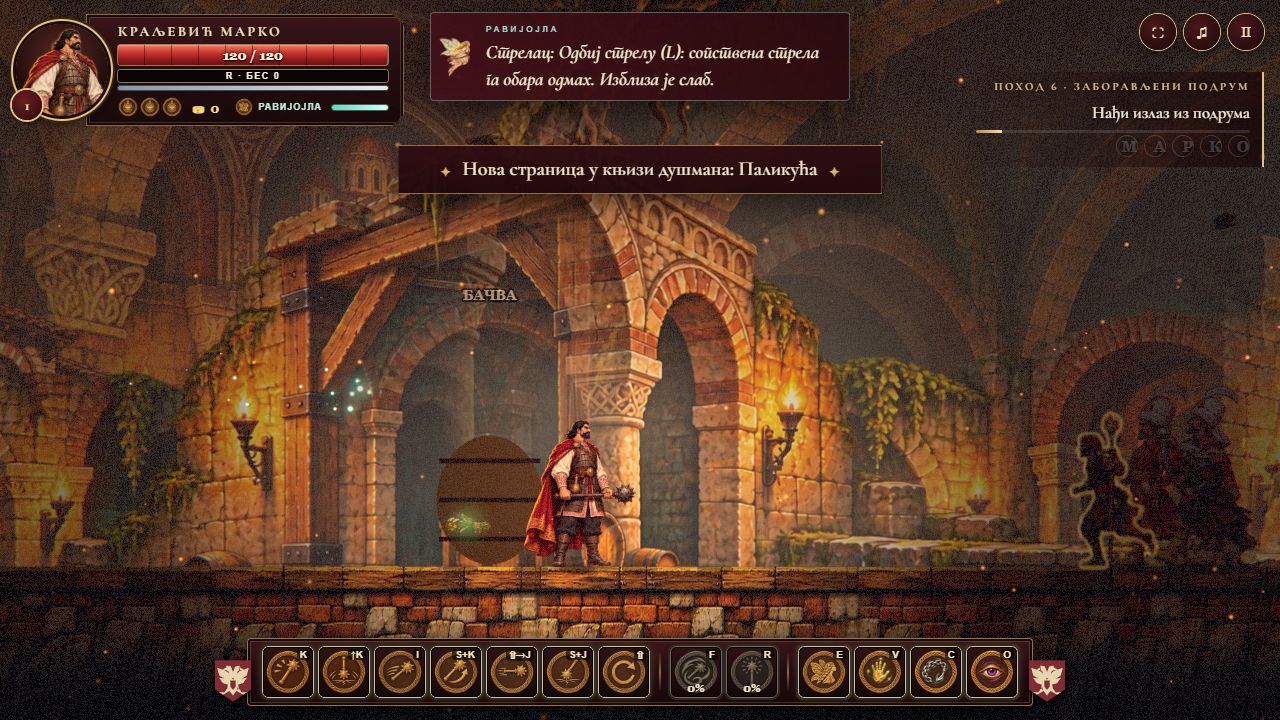 КРАЉЕВИЋ МАРКО
120 / 120
R · БЕС 0
I
0
РАВИЈОЈЛА
РАВИЈОЈЛА
Стрелац: Одбиј стрелу (L): сопствена стрела
га обара одмах. Изблиза је слаб.
II
ПОХОД 6 · ЗАБОРАВЉЕНИ ПОДРУМ
Нађи излаз из подрума
М А Р К О
Нова страница у књизи душмана: Паликућа
БАЧВА
K
↑K
I
S+K
⇧→J
S+J
⇧
F
0%
R
0%
E
V
C
O